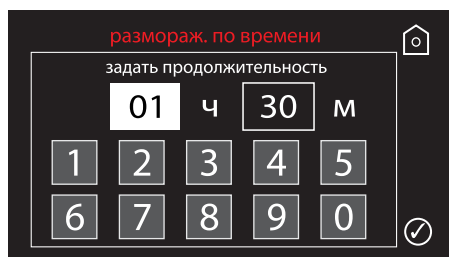 размораж. по времени
задать продолжительность
01 ч 30 м
1 2 3 4 5
6 7 8 9 0